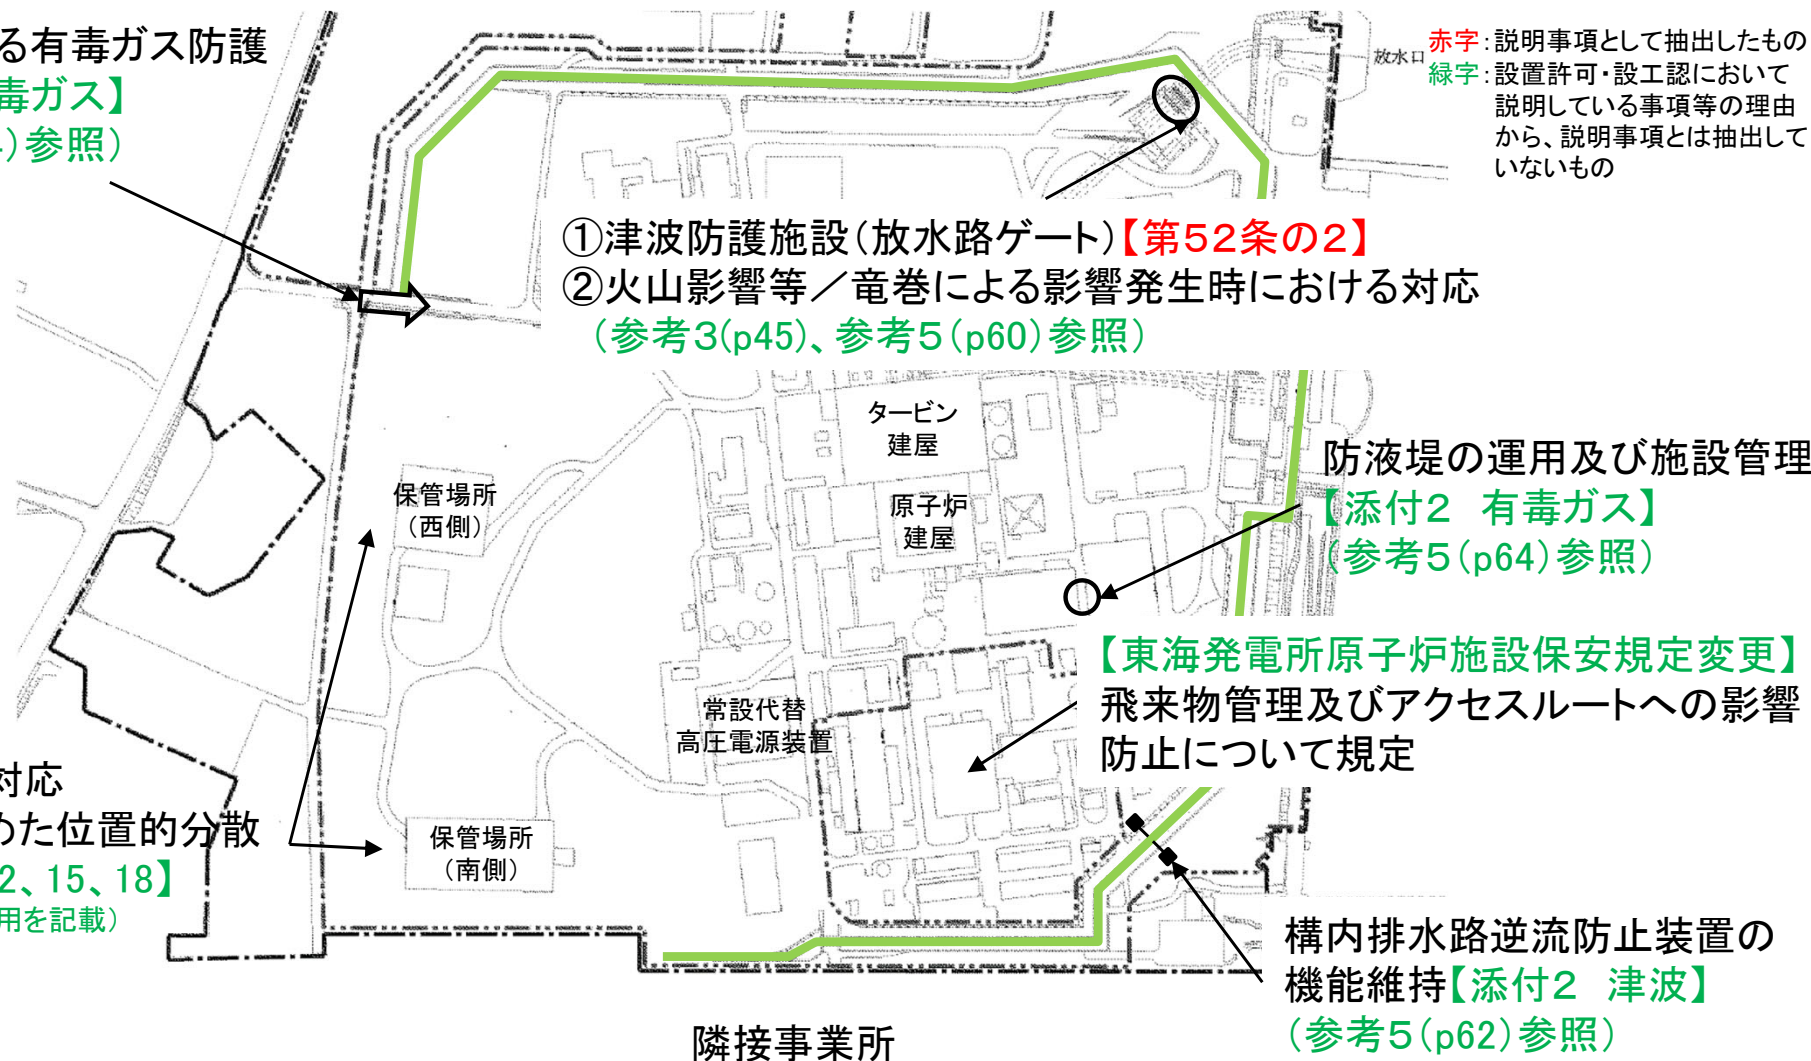 る有毒ガス防護
毒ガス】
)参照)
放水口
赤字:説明事項として抽出したもの
緑字:設置許可・設工認において
説明している事項等の理由
から、説明事項とは抽出して
いないもの
①津波防護施設(放水路ゲート)【第52条の2】
②火山影響等/竜巻による影響発生時における対応
(参考3(p45)、参考5(p60)参照)
タービン
建屋
原子炉
建屋
保管場所
(西側)
防液堤の運用及び施設管理
【添付2 有毒ガス】
(参考5(p64)参照)
【東海発電所原子炉施設保安規定変更】
飛来物管理及びアクセスルートへの影響
防止について規定
常設代替
高圧電源装置
対応
めた位置的分散
2、15、18】
用を記載)
保管場所
(南側)
構内排水路逆流防止装置の
機能維持【添付2 津波】
(参考5(p62)参照)
隣接事業所